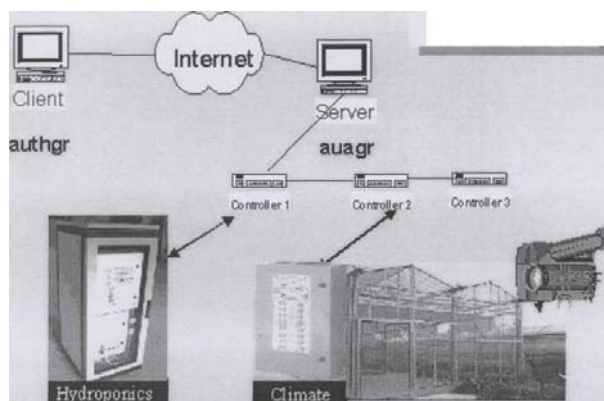 Internet
Client
Server
authgr
auagr
Controller 1
Controller 2
Controller 3
Hydroponics
Climate